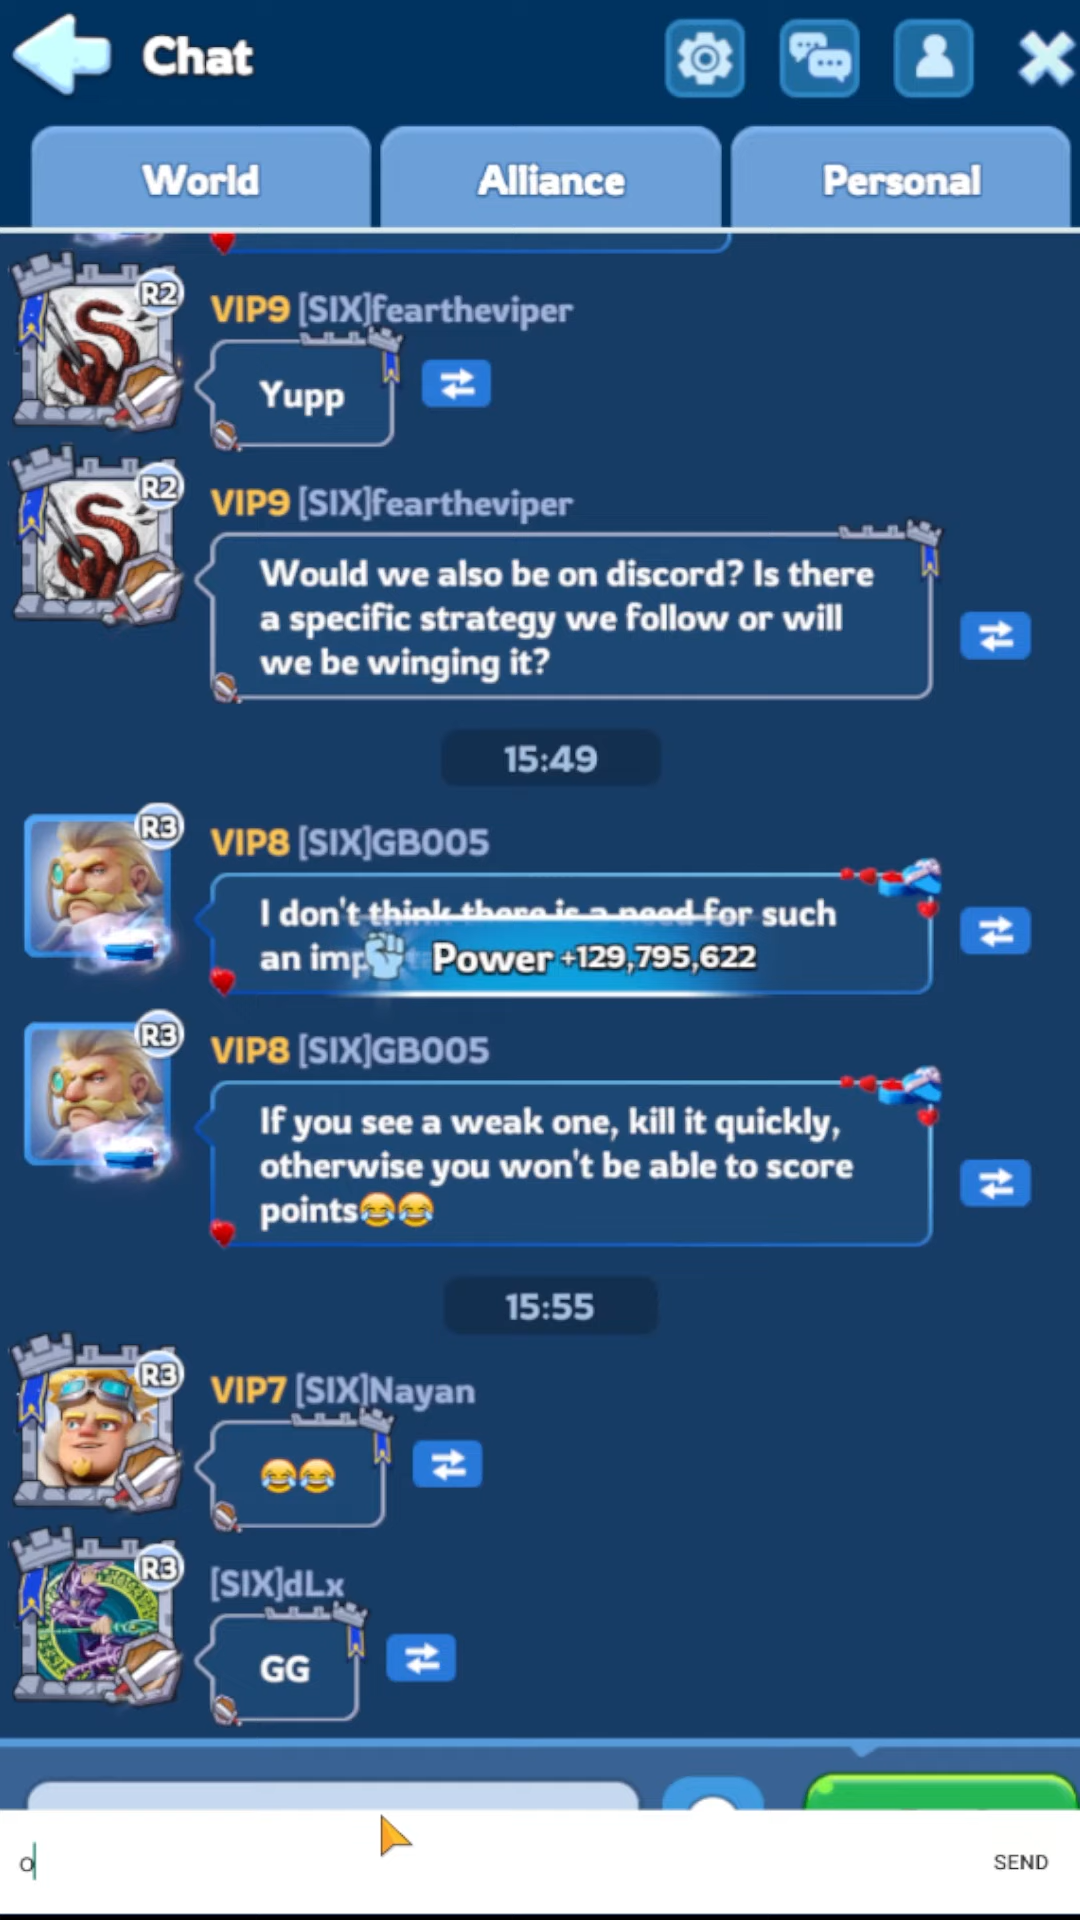 Chat
World
Alliance
Personal
R2
VIP9 [SIX]feartheviper
Yupp
R2
VIP9 [SIX]feartheviper
Would we also be on discord? Is there
a specific strategy we follow or will
we be winging it?
15:49
R3
VIP8 [SIX]GB005
I don't think there is a need for such
an
Power +129,795,622
R3
VIP8 [SIX]GB005
If you see a weak one, kill it quickly,
otherwise you won't be able to score
points😂😂
15:55
R3
VIP7 [SIX]Nayan
😂😂
R3
[SIX]dLx
GG
o
SEND